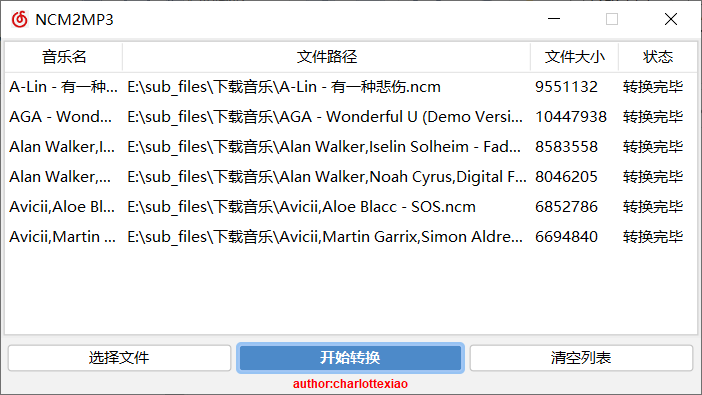 NCM2MP3
音乐名 文件路径 文件大小 状态
A-Lin - 有一种... E:\sub_files\下载音乐\A-Lin - 有一种悲伤.ncm 9551132 转换完毕
AGA - Wond... E:\sub_files\下载音乐\AGA - Wonderful U (Demo Versi... 10447938 转换完毕
Alan Walker,I... E:\sub_files\下载音乐\Alan Walker,Iselin Solheim - Fad... 8583558 转换完毕
Alan Walker,... E:\sub_files\下载音乐\Alan Walker,Noah Cyrus,Digital F... 8046205 转换完毕
Avicii,Aloe Bl... E:\sub_files\下载音乐\Avicii,Aloe Blacc - SOS.ncm 6852786 转换完毕
Avicii,Martin ... E:\sub_files\下载音乐\Avicii,Martin Garrix,Simon Aldre... 6694840 转换完毕
选择文件 开始转换 清空列表
author:charlottexiao